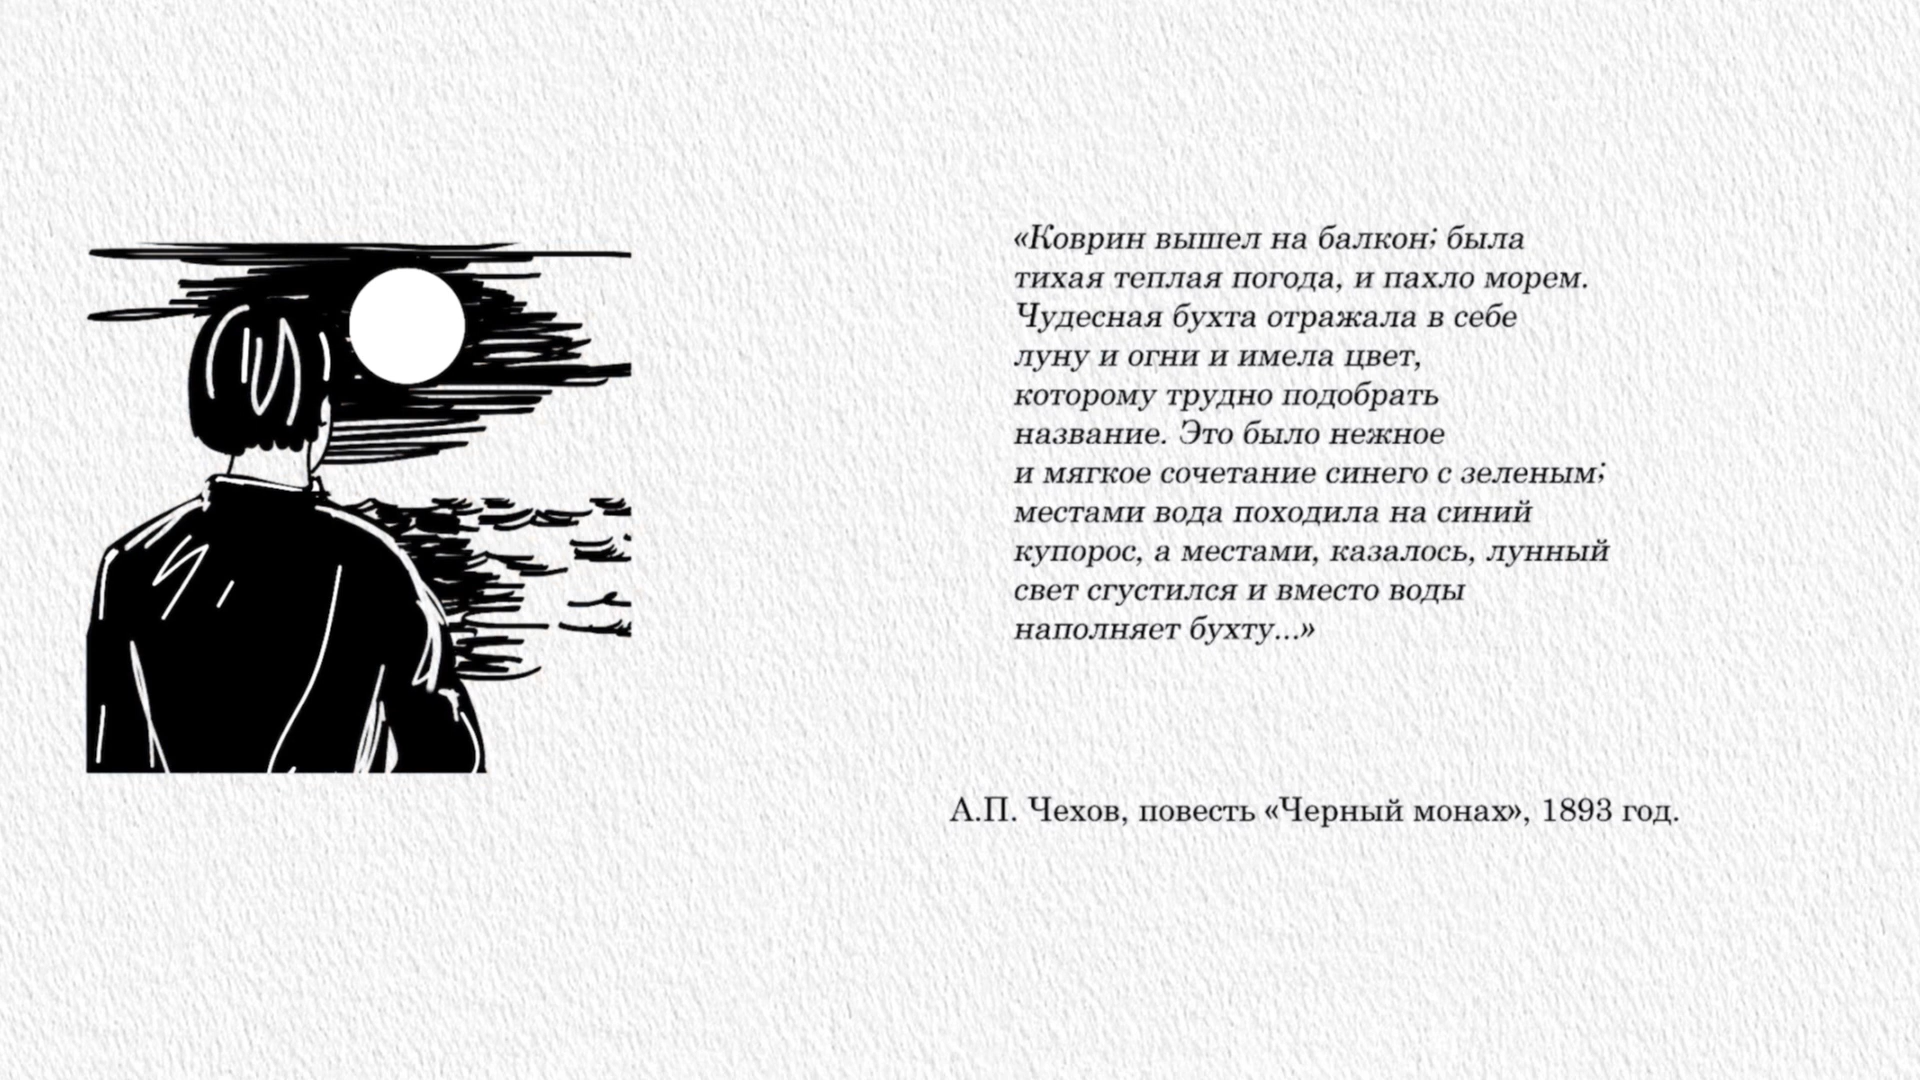 «Коврин вышел на балкон; была
тихая теплая погода, и пахло морем.
Чудесная бухта отражала в себе
луну и огни и имела цвет,
которому трудно подобрать
название. Это было нежное
и мягкое сочетание синего с зеленым;
местами вода походила на синий
купорос, а местами, казалось, лунный
свет сгустился и вместо воды
наполняет бухту...»
А.П. Чехов, повесть «Черный монах», 1893 год.